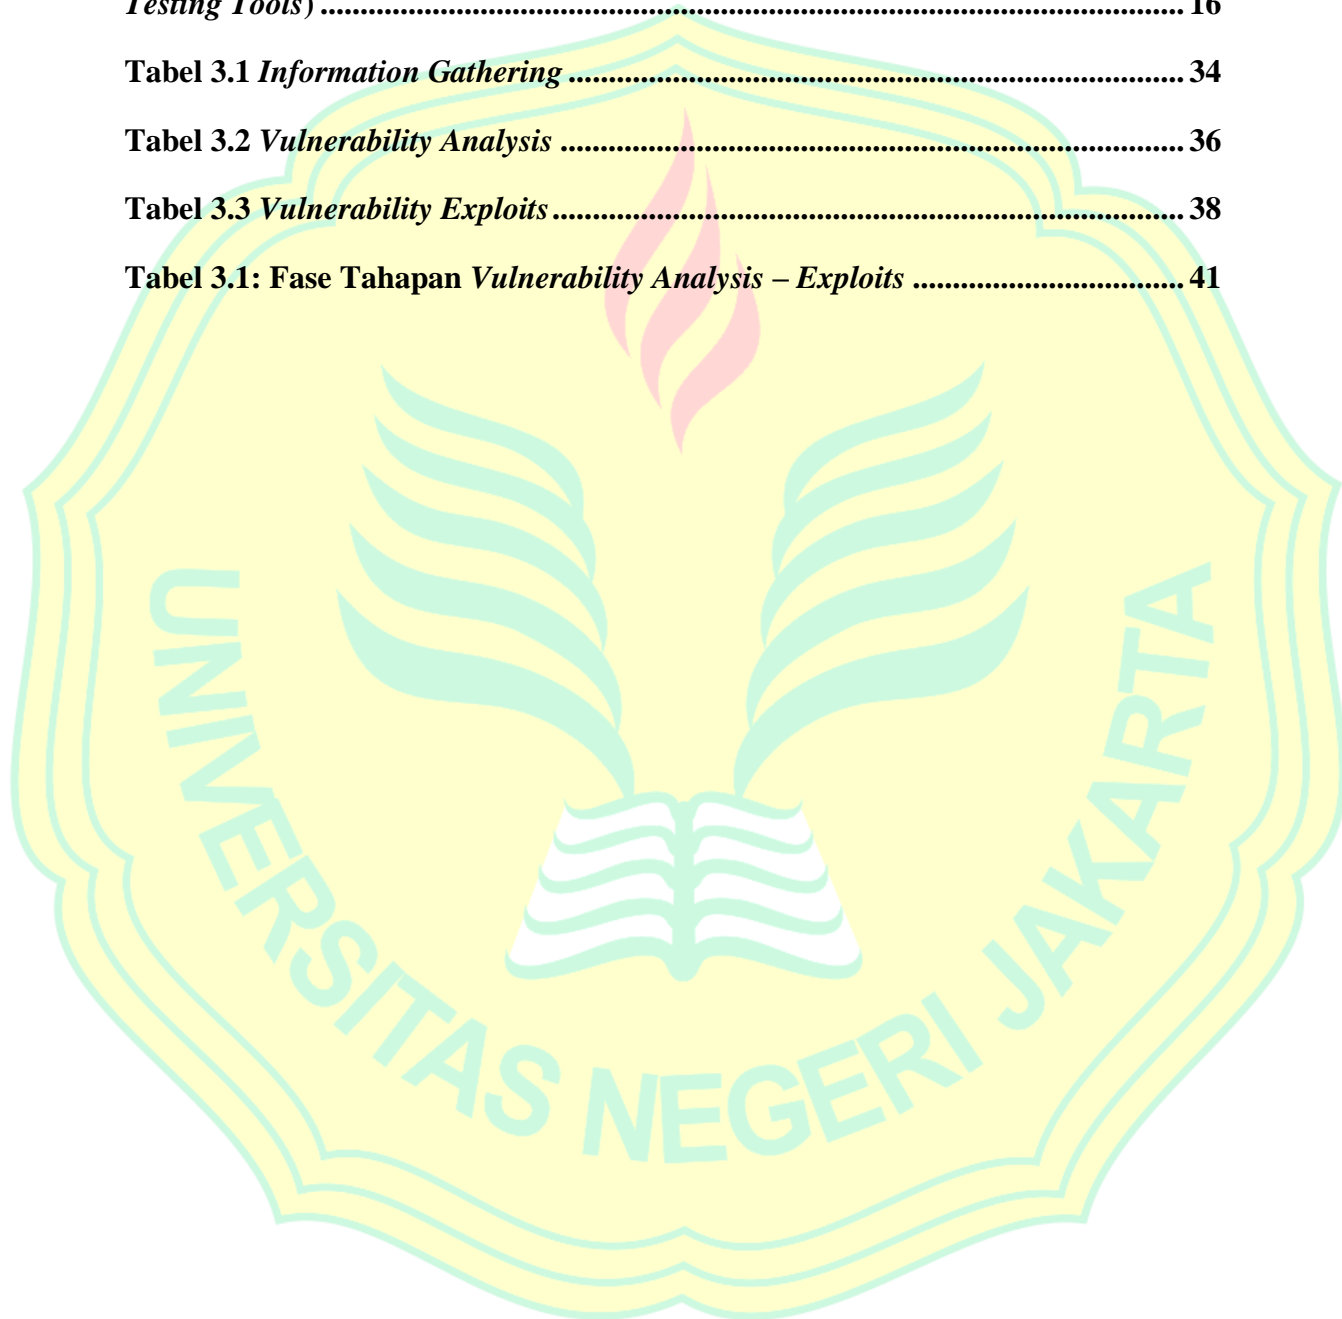 Testing Tools) ........................................................................................................... 16
Tabel 3.1 Information Gathering ............................................................................ 34
Tabel 3.2 Vulnerability Analysis ............................................................................. 36
Tabel 3.3 Vulnerability Exploits .............................................................................. 38
Tabel 3.1: Fase Tahapan Vulnerability Analysis – Exploits .................................. 41
UNIVERSITAS NEGERI JAKARTA